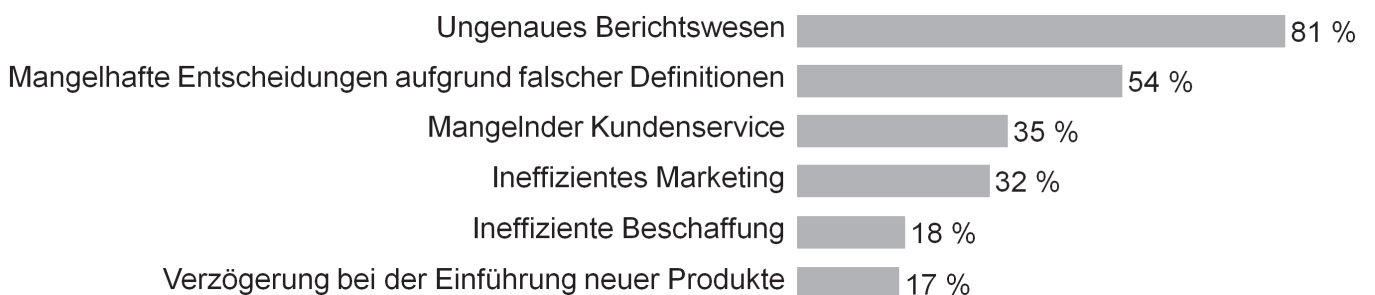 Ungenaues Berichtswesen 81 %
Mangelhafte Entscheidungen aufgrund falscher Definitionen 54 %
Mangelnder Kundenservice 35 %
Ineffizientes Marketing 32 %
Ineffiziente Beschaffung 18 %
Verzögerung bei der Einführung neuer Produkte 17 %